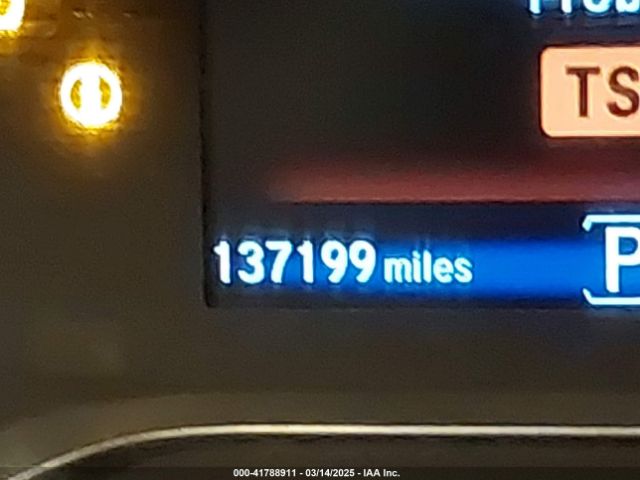 TS
137199 miles
P
000-41788911 - 03/14/2025 - IAA Inc.